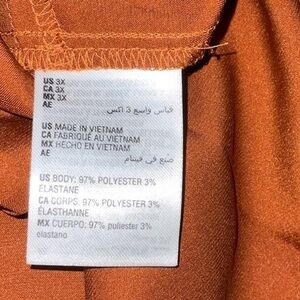 US 3X
CA 3X
MX 3X
AE
قياس واسع 3 اكس
US MADE IN VIETNAM
CA FABRIQUÉ AU VIETNAM
MX HECHO EN VIETNAM
AE
صنع في فيتنام
US BODY: 97% POLYESTER 3%
ELASTANE
CA CORPS: 97% POLYESTER 3%
ÉLASTHANNE
MX CUERPO: 97% poliester 3%
elastano